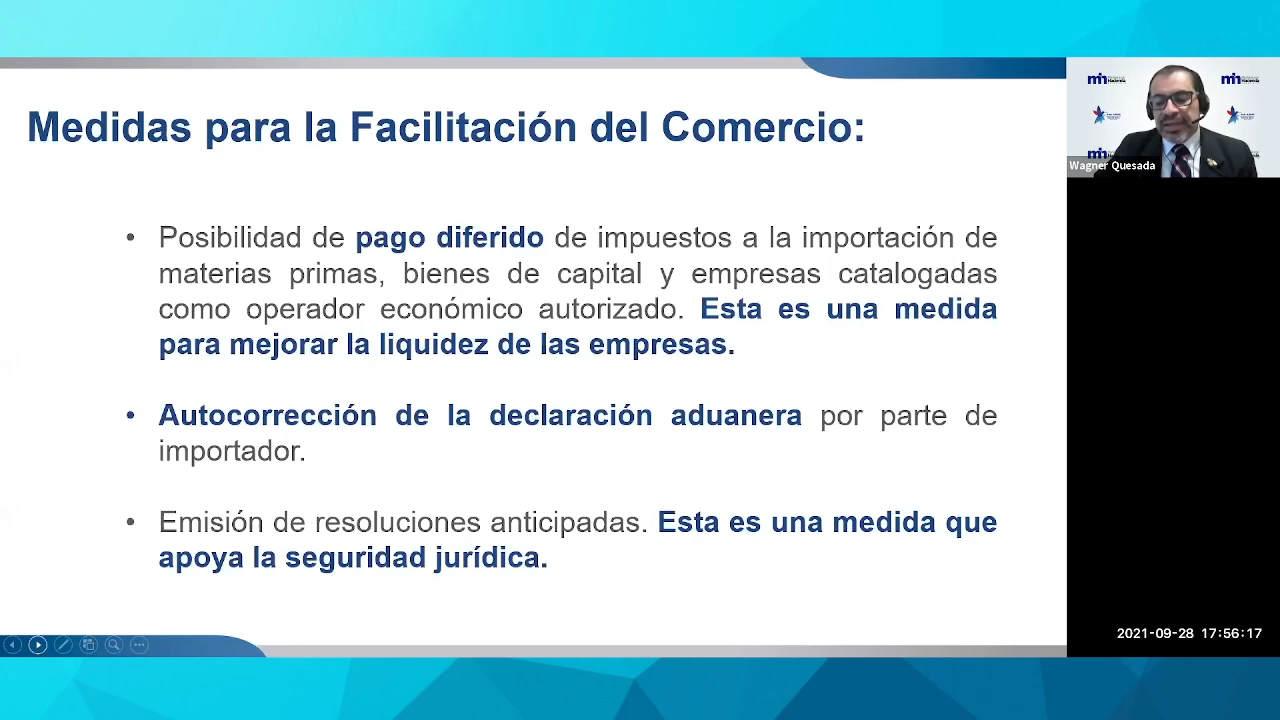 Medidas para la Facilitación del Comercio:
• Posibilidad de pago diferido de impuestos a la importación de
materias primas, bienes de capital y empresas catalogadas
como operador económico autorizado. Esta es una medida
para mejorar la liquidez de las empresas.
• Autocorrección de la declaración aduanera por parte de
importador.
• Emisión de resoluciones anticipadas. Esta es una medida que
apoya la seguridad jurídica.
Wagner Quesada
2021-09-28 17:56:17